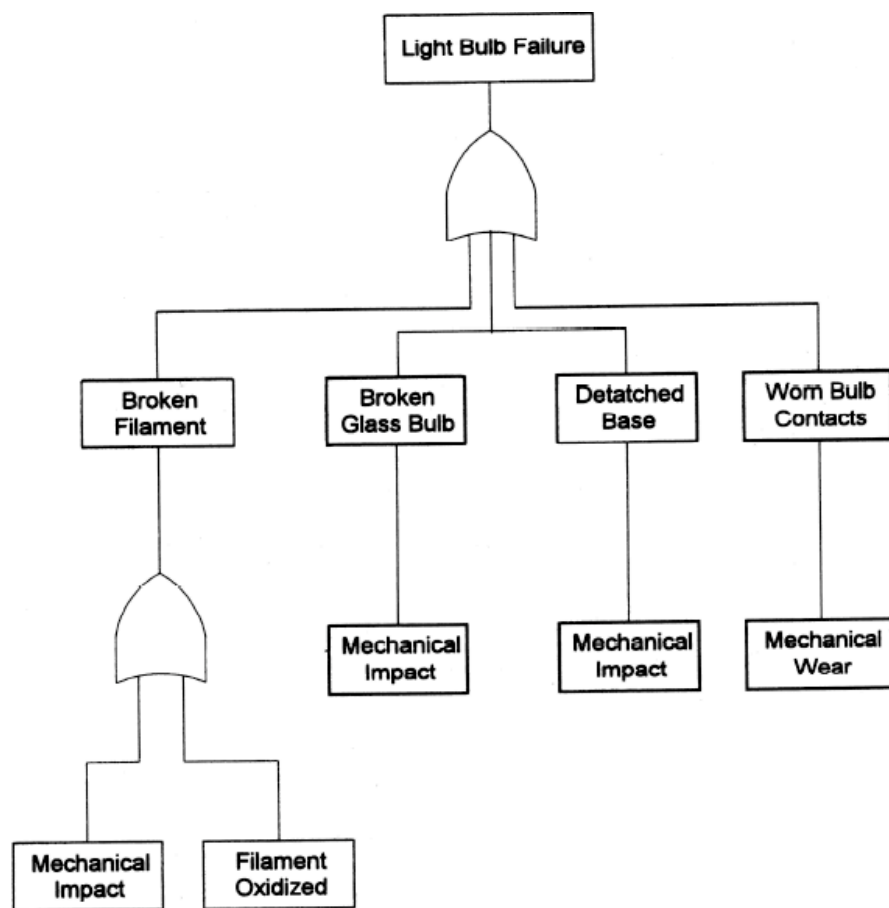 Light Bulb Failure
Broken
Filament
Broken
Glass Bulb
Detatched
Base
Worn Bulb
Contacts
Mechanical
Impact
Mechanical
Impact
Mechanical
Wear
Mechanical
Impact
Filament
Oxidized